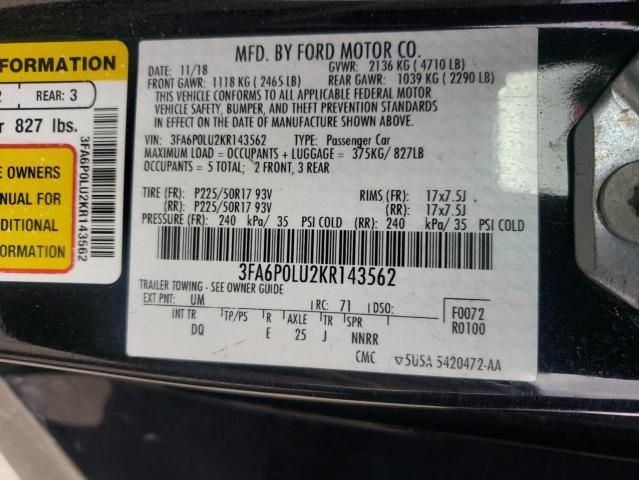 FORMATION
2 REAR: 3
827 lbs.
3FA6P0LU2KR143562
EE OWNERS
ANUAL FOR
DDITIONAL
FORMATION
MFD. BY FORD MOTOR CO.
DATE: 11/18 GVWR: 2136 KG (4710 LB)
FRONT GAWR: 1118 KG (2465 LB) REAR GAWR: 1039 KG (2290 LB)
THIS VEHICLE CONFORMS TO ALL APPLICABLE FEDERAL MOTOR
VEHICLE SAFETY, BUMPER, AND THEFT PREVENTION STANDARDS
IN EFFECT ON THE DATE OF MANUFACTURE SHOWN ABOVE.
VIN: 3FA6P0LU2KR143562 TYPE: Passenger Car
MAXIMUM LOAD = OCCUPANTS + LUGGAGE = 375KG/ 827LB
OCCUPANTS = 5 TOTAL; 2 FRONT, 3 REAR
TIRE (FR): P225/50R17 93V RIMS (FR): 17x7.5J
(RR): P225/50R17 93V (RR): 17x7.5J
PRESSURE (FR): 240 kPa/ 35 PSI COLD (RR): 240 kPa/ 35 PSI COLD
3FA6P0LU2KR143562
TRAILER TOWING – SEE OWNER GUIDE
EXT PNT: UM RC: 71 DSO: F0072
INT TR TP/PS R AXLE TR SPR R0100
DQ E 25 J NNRR
CMC ▽5U5A 5420472-AA